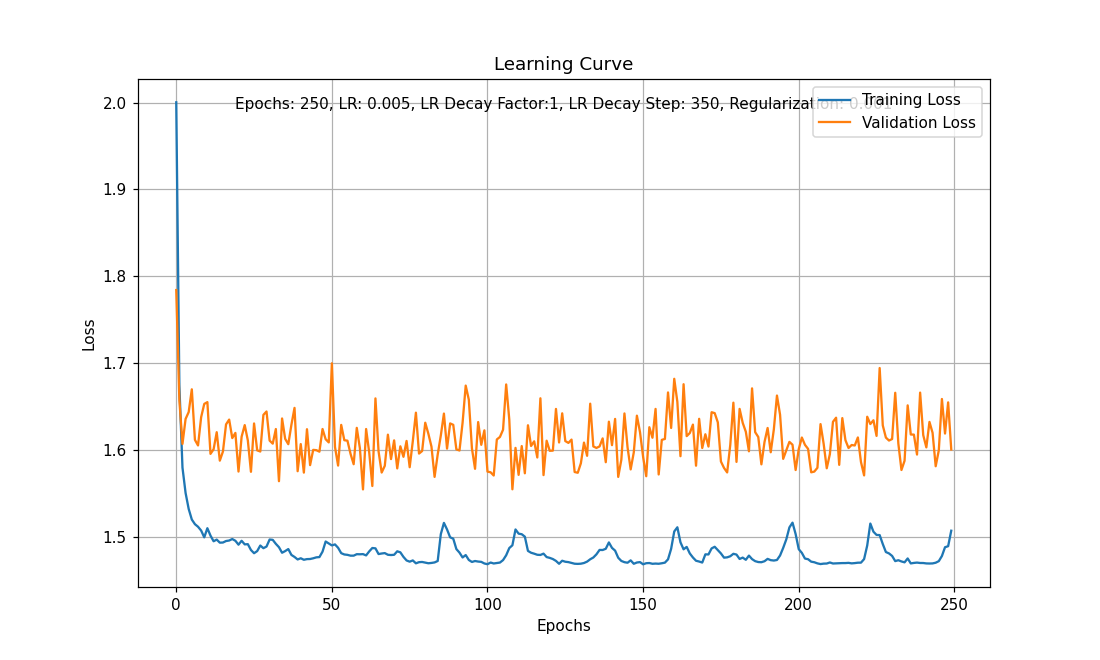 Learning Curve
Epochs: 250, LR: 0.005, LR Decay Factor:1, LR Decay Step: 350, Regularization: 0.001
Training Loss
Validation Loss
2.0
1.9
1.8
1.7
1.6
1.5
Loss
0 50 100 150 200 250
Epochs